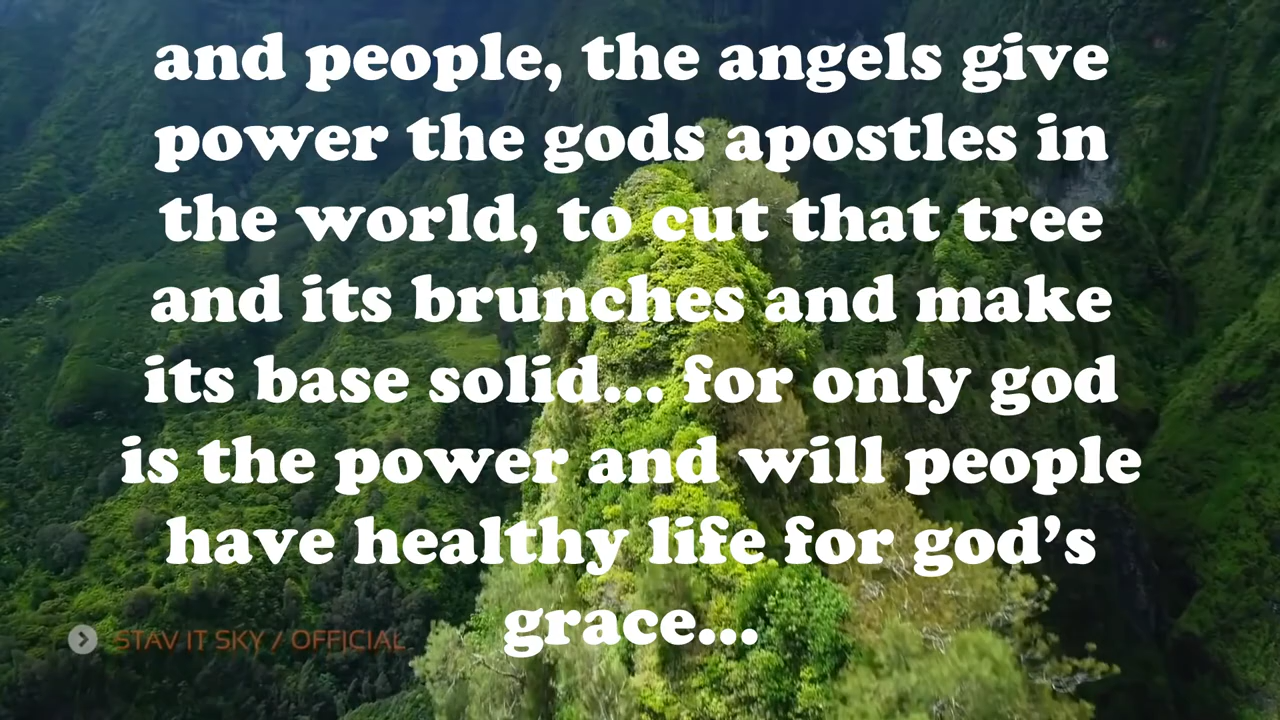 and people, the angels give
power the gods apostles in
the world, to cut that tree
and its brunches and make
its base solid... for only god
is the power and will people
have healthy life for god’s
grace...
STAV IT SKY / OFFICIAL